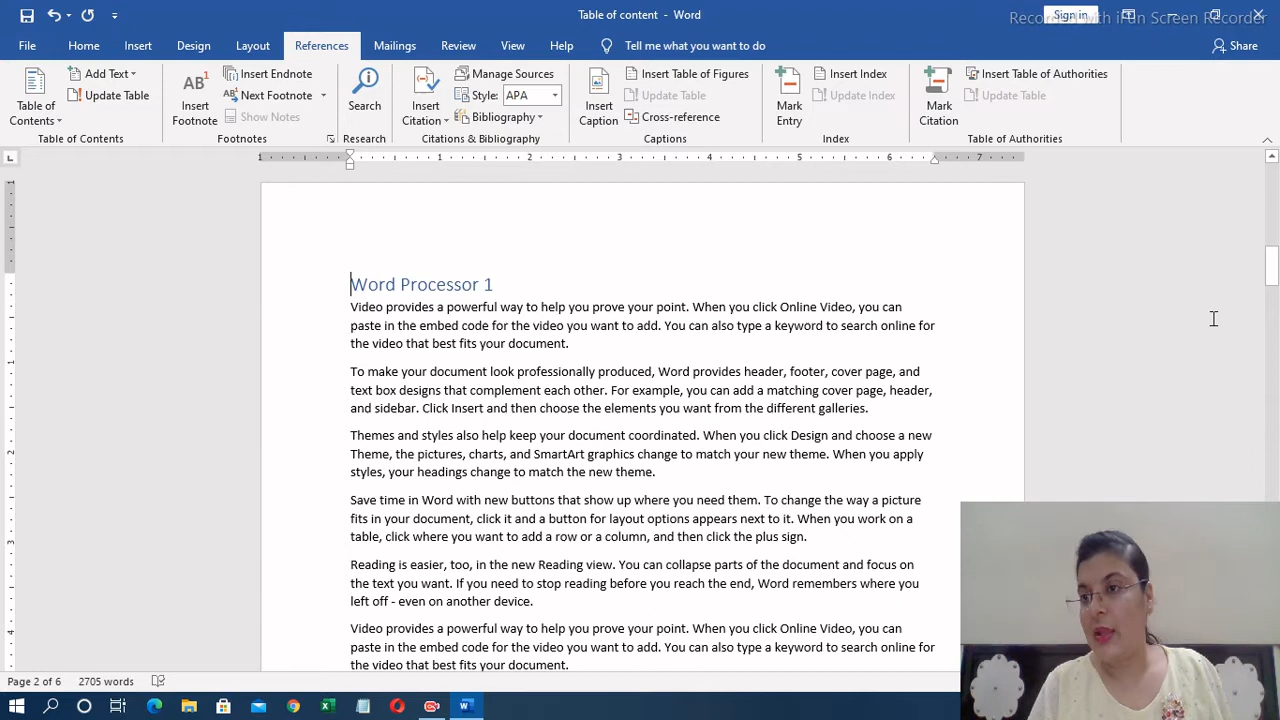 Table of content - Word
Sign in
Recorded with iFun Screen Recorder
File Home Insert Design Layout References Mailings Review View Help Tell me what you want to do Share
Table of Contents
Add Text
Update Table
Table of Contents
AB1
Insert Footnote
Insert Endnote
Next Footnote
Show Notes
Footnotes
Search
Research
Insert Citation
Manage Sources
Style: APA
Bibliography
Citations & Bibliography
Insert Caption
Insert Table of Figures
Update Table
Cross-reference
Captions
Mark Entry
Insert Index
Update Index
Index
Mark Citation
Insert Table of Authorities
Update Table
Table of Authorities
1 1 2 3 4 5 6 7
1
1
2
3
4
Word Processor 1
Video provides a powerful way to help you prove your point. When you click Online Video, you can
paste in the embed code for the video you want to add. You can also type a keyword to search online for
the video that best fits your document.
To make your document look professionally produced, Word provides header, footer, cover page, and
text box designs that complement each other. For example, you can add a matching cover page, header,
and sidebar. Click Insert and then choose the elements you want from the different galleries.
Themes and styles also help keep your document coordinated. When you click Design and choose a new
Theme, the pictures, charts, and SmartArt graphics change to match your new theme. When you apply
styles, your headings change to match the new theme.
Save time in Word with new buttons that show up where you need them. To change the way a picture
fits in your document, click it and a button for layout options appears next to it. When you work on a
table, click where you want to add a row or a column, and then click the plus sign.
Reading is easier, too, in the new Reading view. You can collapse parts of the document and focus on
the text you want. If you need to stop reading before you reach the end, Word remembers where you
left off - even on another device.
Video provides a powerful way to help you prove your point. When you click Online Video, you can
paste in the embed code for the video you want to add. You can also type a keyword to search online for
the video that best fits your document.
Page 2 of 6 2705 words